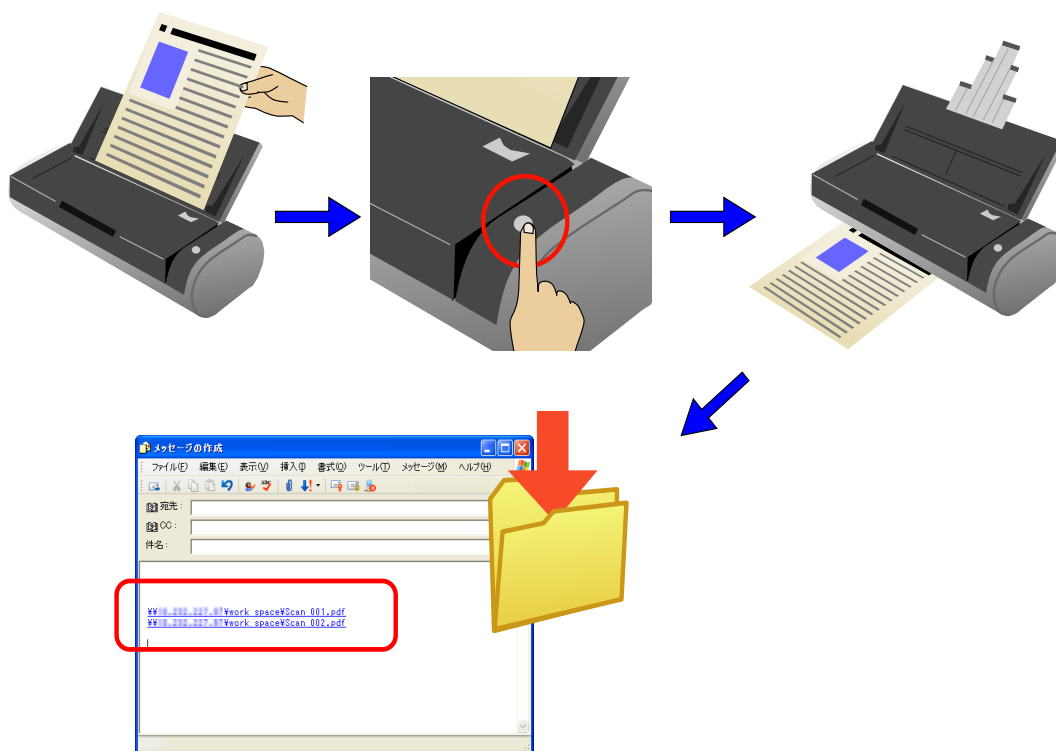 メッセージの作成
ファイル(F) 編集(E) 表示(V) 挿入(I) 書式(O) ツール(T) メッセージ(M) ヘルプ(H)
宛先:
CC:
件名:
¥¥ ¥work space¥Scan 001.pdf
¥¥ ¥work space¥Scan 002.pdf